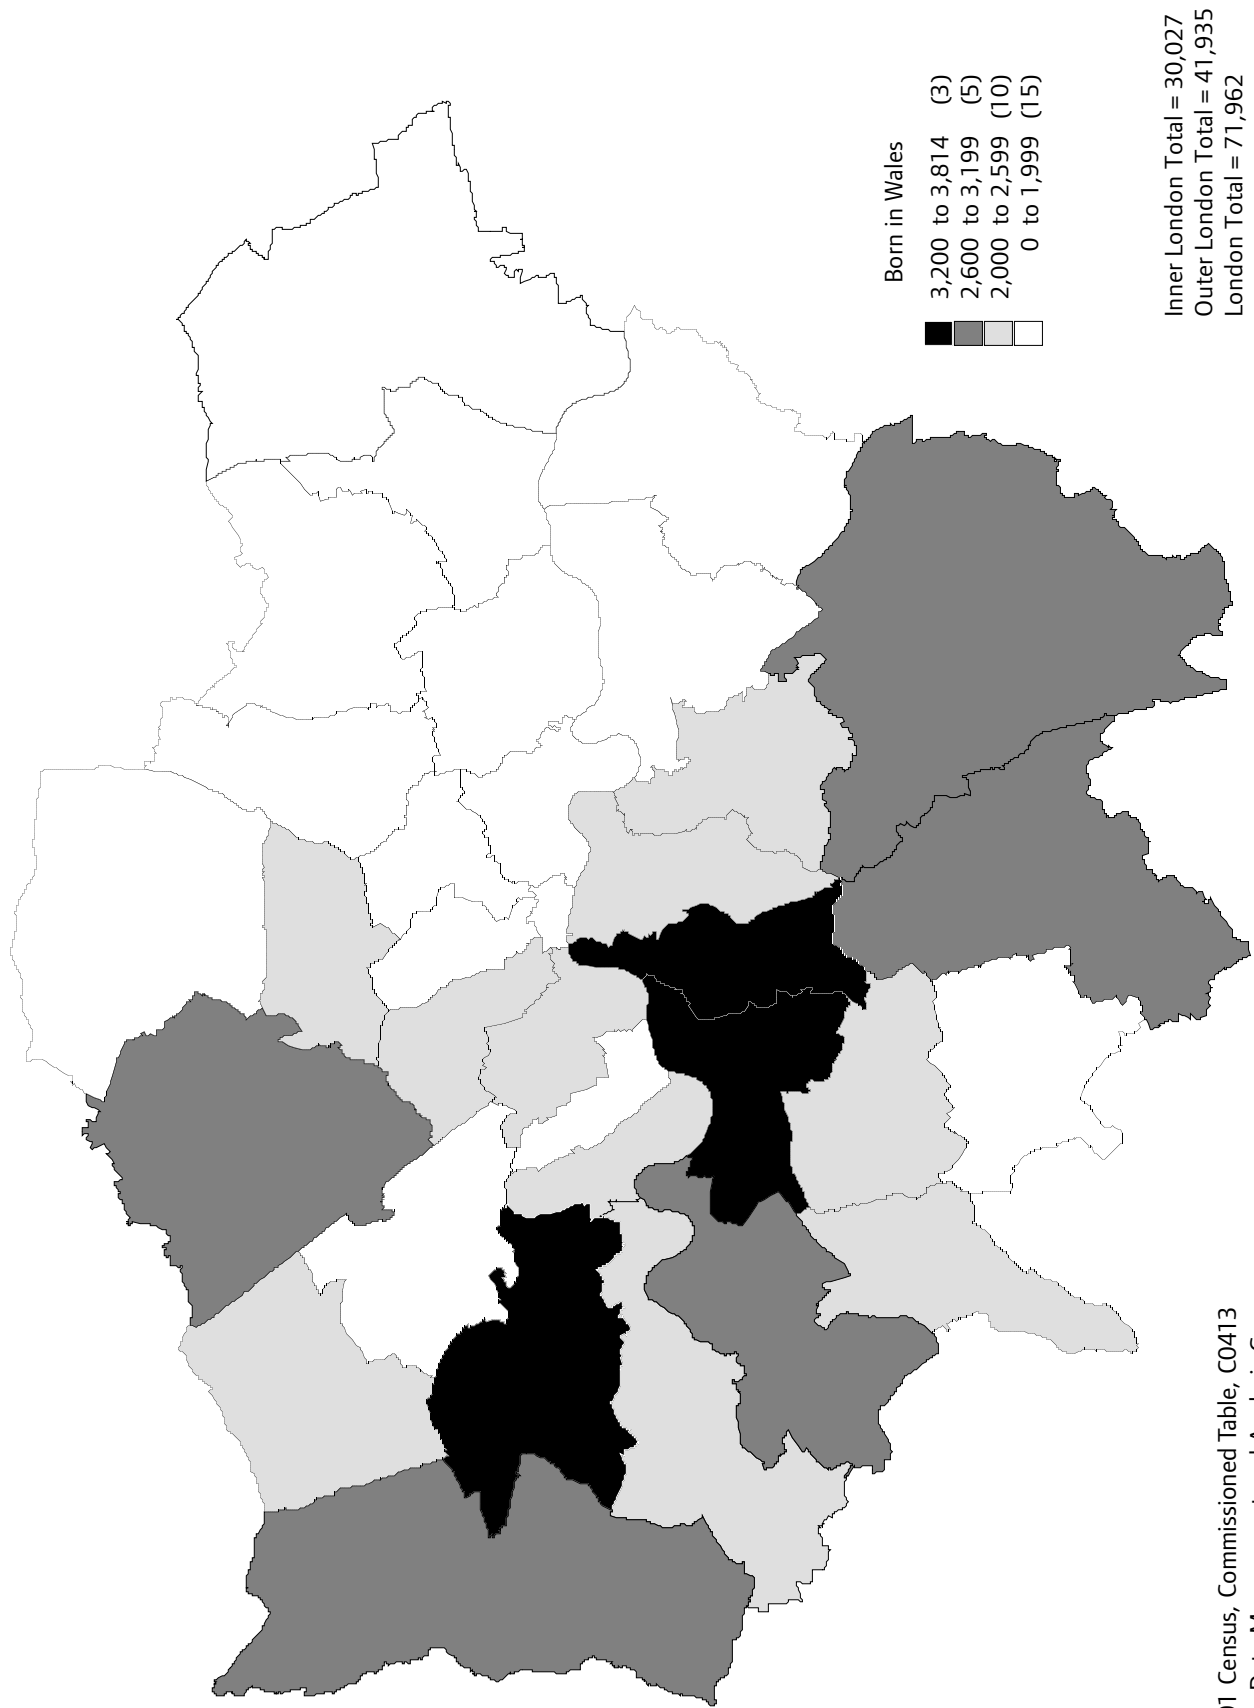 Born in Wales
3,200 to 3,814 (3)
2,600 to 3,199 (5)
2,000 to 2,599 (10)
0 to 1,999 (15)
Inner London Total = 30,027
Outer London Total = 41,935
London Total = 71,962
Census, Commissioned Table, C0413